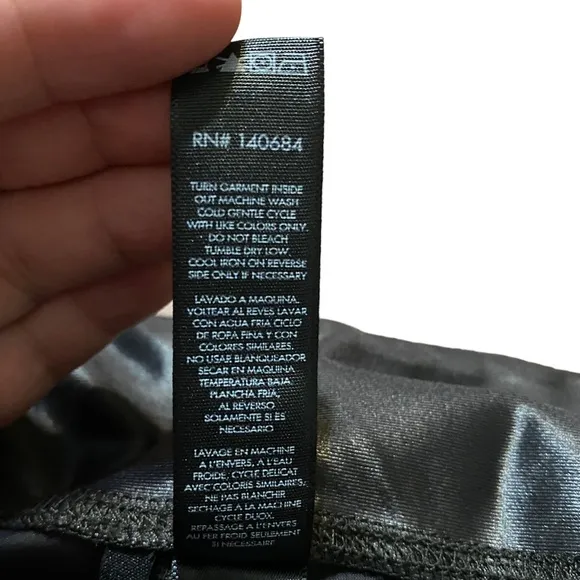 RN# 140684
TURN GARMENT INSIDE
OUT MACHINE WASH
COLD GENTLE CYCLE
WITH LIKE COLORS ONLY.
DO NOT BLEACH
TUMBLE DRY LOW,
COOL IRON ON REVERSE
SIDE ONLY IF NECESSARY
LAVADO A MAQUINA,
VOLTEAR AL REVES LAVAR
CON AGUA FRIA CICLO
DE ROPA FINA Y CON
COLORES SIMILARES.
NO USAR BLANQUEADOR
SECAR EN MAQUINA
TEMPERATURA BAJA
PLANCHA FRIA,
AL REVERSO
SOLAMENTE SI ES
NECESARIO
LAVAGE EN MACHINE
A L'ENVERS, A L'EAU
FROIDE, CYCLE DELICAT
AVEC COLORIS SIMILAIRES,
NE PAS BLANCHIR
SECHAGE A LA MACHINE
CYCLE DUOX.
REPASSAGE A L'ENVERS
AU FER FROID SEULEMENT
SI NECESSAIRE